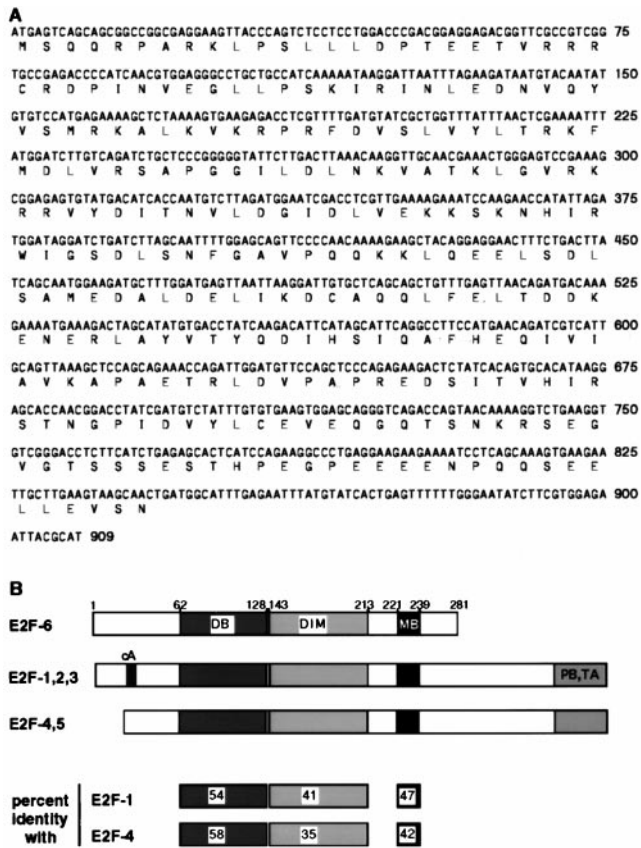 A
ATGAGTCAGCAGCGGCCGGCGAGGAAGTTACCCAGTCTCCTCCTGGACCCGACGGAGGAGACGGTTCGCCGTCGG 75
M S Q Q R P A R K L P S L L L D P T E E T V R R R
TGCCGAGACCCCATCAACGTGGAGGGCCTGCTGCCATCAAAAATAAGGATTAATTTAGAAGATAATGTACAATAT 150
C R D P I N V E G L L P S K I R I N L E D N V Q Y
GTGTCCATGAGAAAAGCTCTAAAAGTGAAGAGACCTCGTTTTGATGTATCGCTGGTTTATTTAACTCGAAAATTT 225
V S M R K A L K V K R P R F D V S L V Y L T R K F
ATGGATCTTGTCAGATCTGCTCCCGGGGGTATTCTTGACTTAAACAAGGTTGCAACGAAACTGGGAGTCCGAAAG 300
M D L V R S A P G G I L D L N K V A T K L G V R K
CGGAGAGTGTATGACATCACCAATGTCTTAGATGGAATCGACCTCGTTGAAAAGAAATCCAAGAACCATATTAGA 375
R R V Y D I T N V L D G I D L V E K K S K N H I R
TGGATAGGATCTGATCTTAGCAATTTTGGAGCAGTTCCCCAACAAAAGAAGCTACAGGAGGAACTTTCTGACTTA 450
W I G S D L S N F G A V P Q Q K K L Q E E L S D L
TCAGCAATGGAAGATGCTTTGGATGAGTTAATTAAGGATTGTGCTCAGCAGCTGTTTGAGTTAACAGATGACAAA 525
S A M E D A L D E L I K D C A Q Q L F E L T D D K
GAAAATGAAAGACTAGCATATGTGACCTATCAAGACATTCATAGCATTCAGGCCTTCCATGAACAGATCGTCATT 600
E N E R L A Y V T Y Q D I H S I Q A F H E Q I V I
GCAGTTAAAGCTCCAGCAGAAACCAGATTGGATGTTCCAGCTCCCAGAGAAGACTCTATCACAGTGCACATAAGG 675
A V K A P A E T R L D V P A P R E D S I T V H I R
AGCACCAACGGACCTATCGATGTCTATTTGTGTGAAGTGGAGCAGGGTCAGACCAGTAACAAAAGGTCTGAAGGT 750
S T N G P I D V Y L C E V E Q G Q T S N K R S E G
GTCGGGACCTCTTCATCTGAGAGCACTCATCCAGAAGGCCCTGAGGAAGAAGAAAATCCTCAGCAAAGTGAAGAA 825
V G T S S S E S T H P E G P E E E E N P Q Q S E E
TTGCTTGAAGTAAGCAACTGATGGCATTTGAGAATTTATGTATCACTGAGTTTTTTGGGAATATCTTCGTGGAGA 900
L L E V S N
ATTACGCAT 909
B
1 62 128 143 213 221 239 281
E2F-6 DB DIM MB
cA
E2F-1,2,3 PB,TA
E2F-4,5
percent identity with
E2F-1 54 41 47
E2F-4 58 35 42